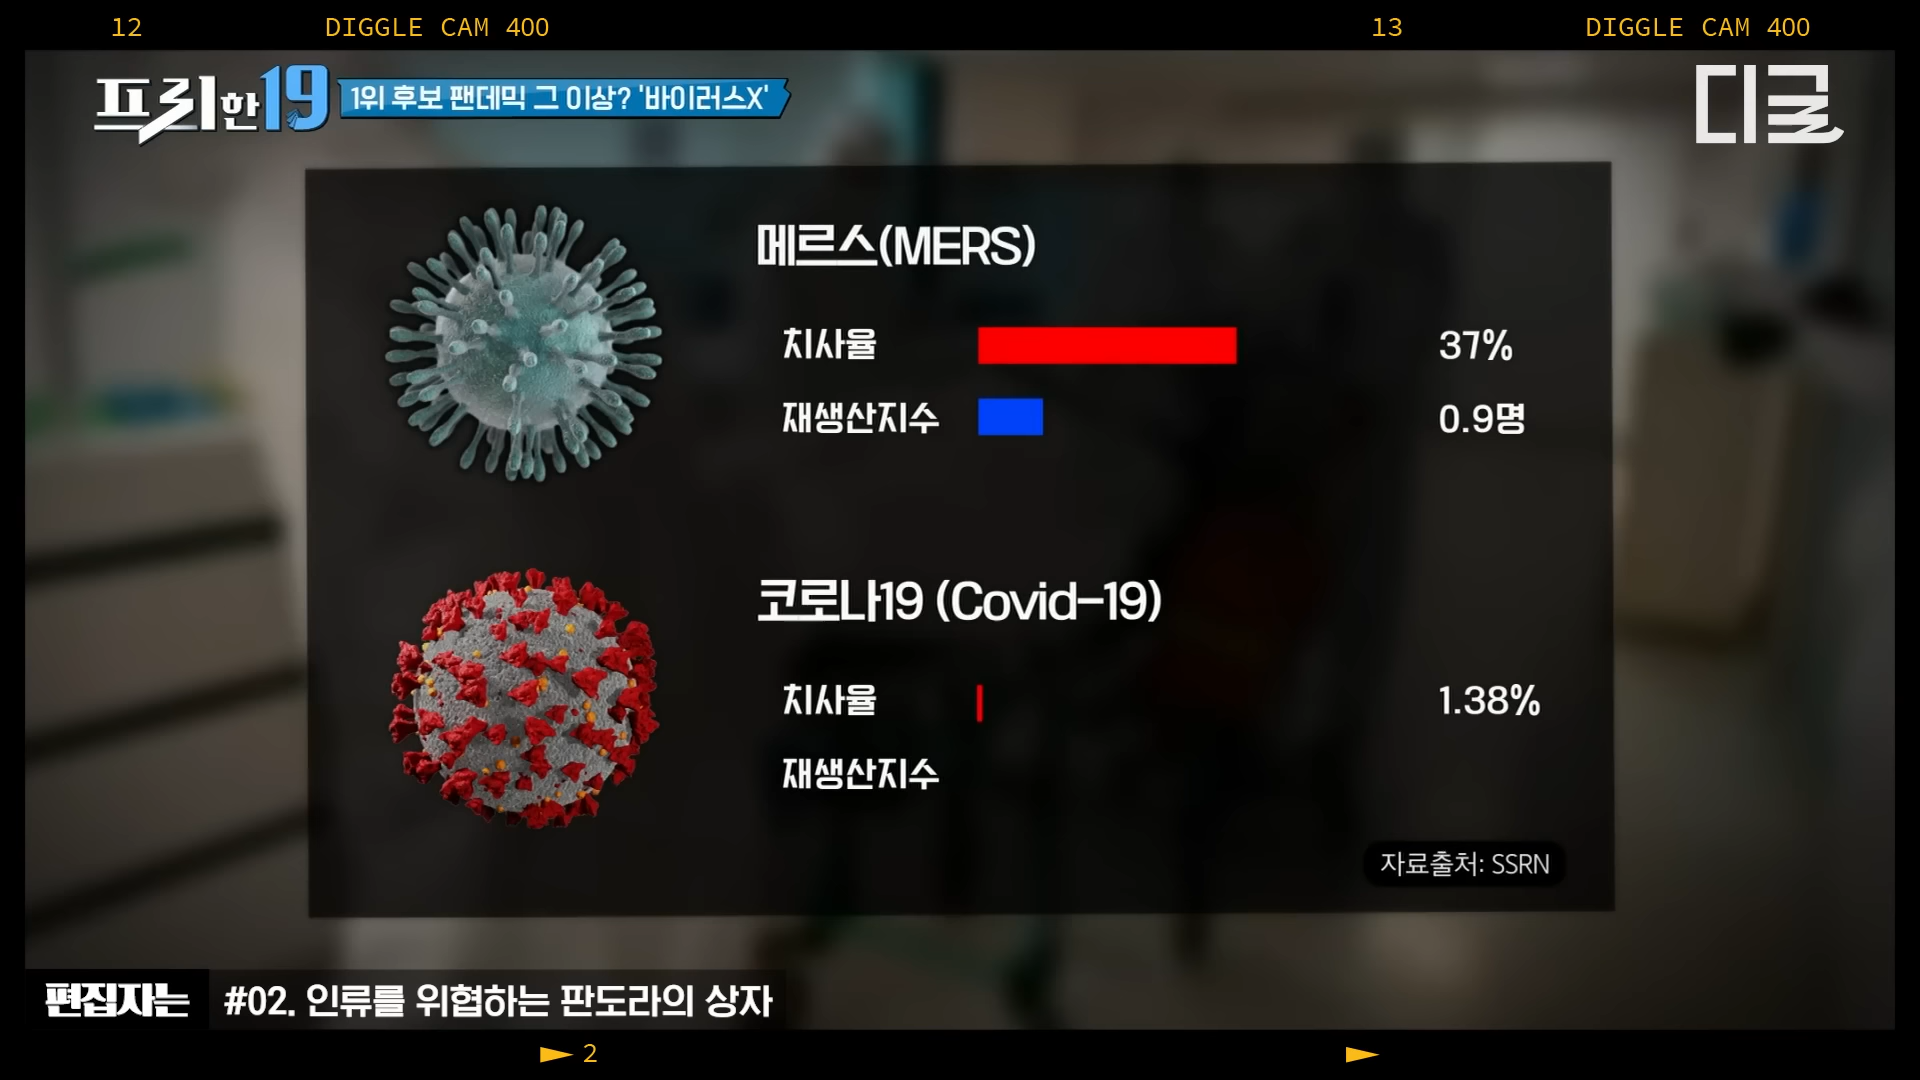 12 DIGGLE CAM 400 13 DIGGLE CAM 400
프리한19 1위 후보 팬데믹 그 이상? '바이러스X' 디글
메르스(MERS)
치사율 37%
재생산지수 0.9명
코로나19 (Covid-19)
치사율 1.38%
재생산지수
자료출처: SSRN
편집자는 #02. 인류를 위협하는 판도라의 상자
2